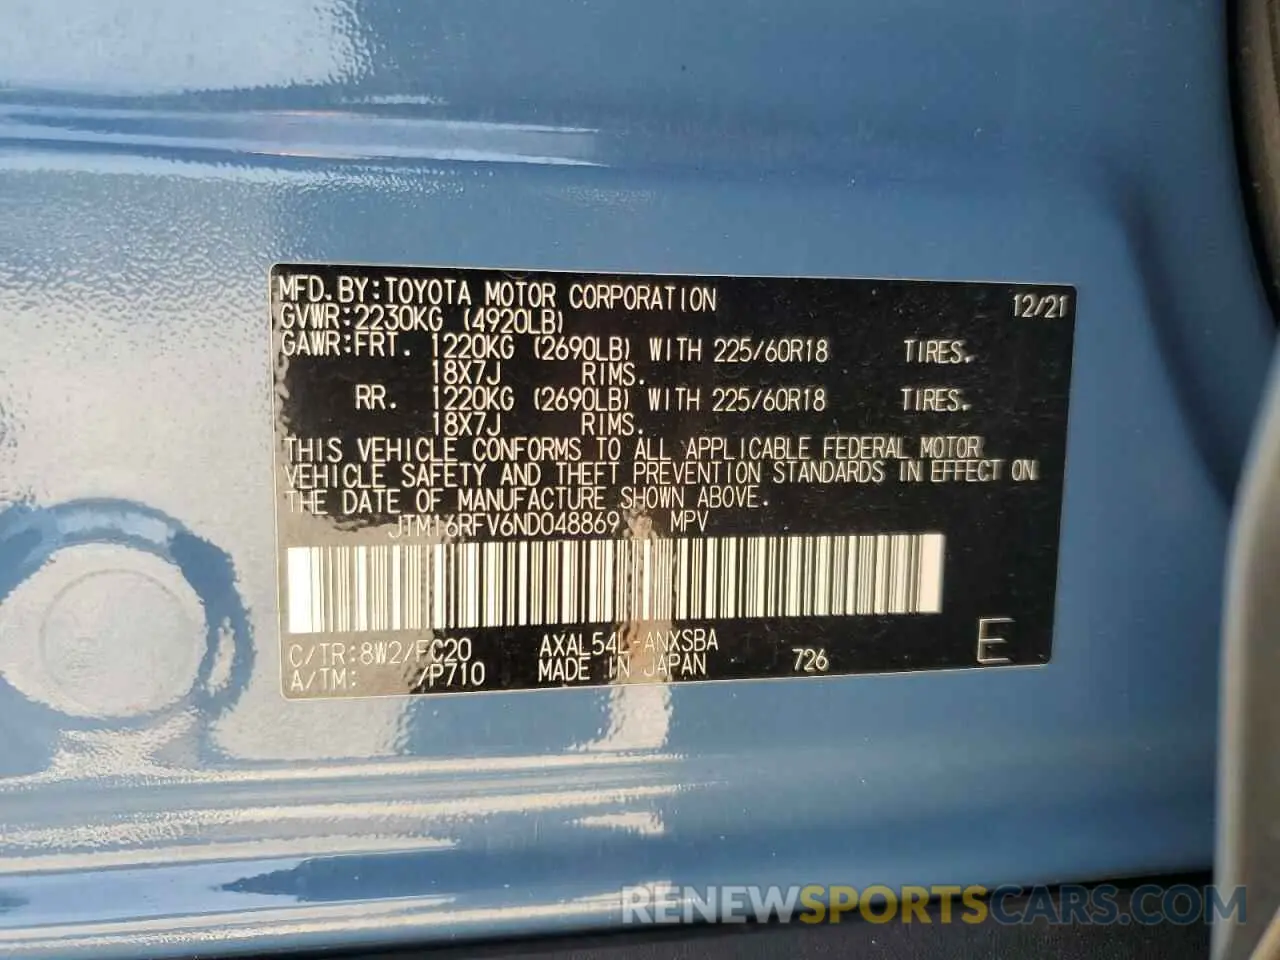 MFD.BY:TOYOTA MOTOR CORPORATION 12/21
GVWR:2230KG (4920LB)
GAWR:FRT. 1220KG (2690LB) WITH 225/60R18 TIRES.
18X7J RIMS.
RR. 1220KG (2690LB) WITH 225/60R18 TIRES.
18X7J RIMS.
THIS VEHICLE CONFORMS TO ALL APPLICABLE FEDERAL MOTOR
VEHICLE SAFETY AND THEFT PREVENTION STANDARDS IN EFFECT ON
THE DATE OF MANUFACTURE SHOWN ABOVE.
JTM16RFV6ND048869 MPV
C/TR:8W2/FC20 AXAL54L-ANXSBA
A/TM: /P710 MADE IN JAPAN 726 E
RENEWSPORTSCARS.COM